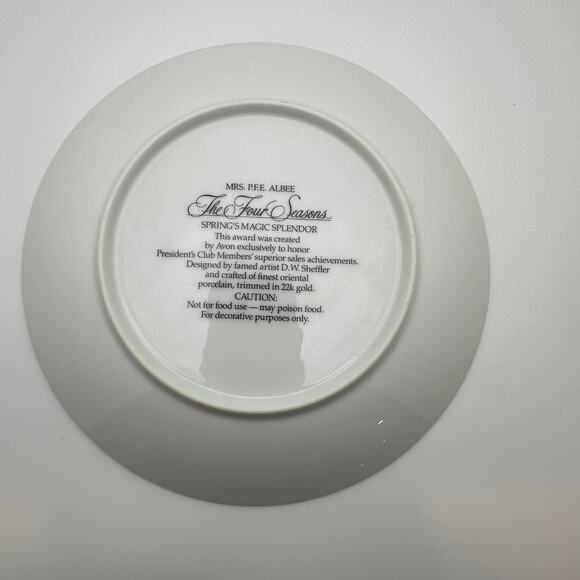 MRS. P.F.E. ALBEE
The Four Seasons
SPRING'S MAGIC SPLENDOR
This award was created
by Avon exclusively to honor
President's Club Members' superior sales achievements.
Designed by famed artist D.W. Sheffler
and crafted of finest oriental
porcelain, trimmed in 22k gold.
CAUTION:
Not for food use — may poison food.
For decorative purposes only.